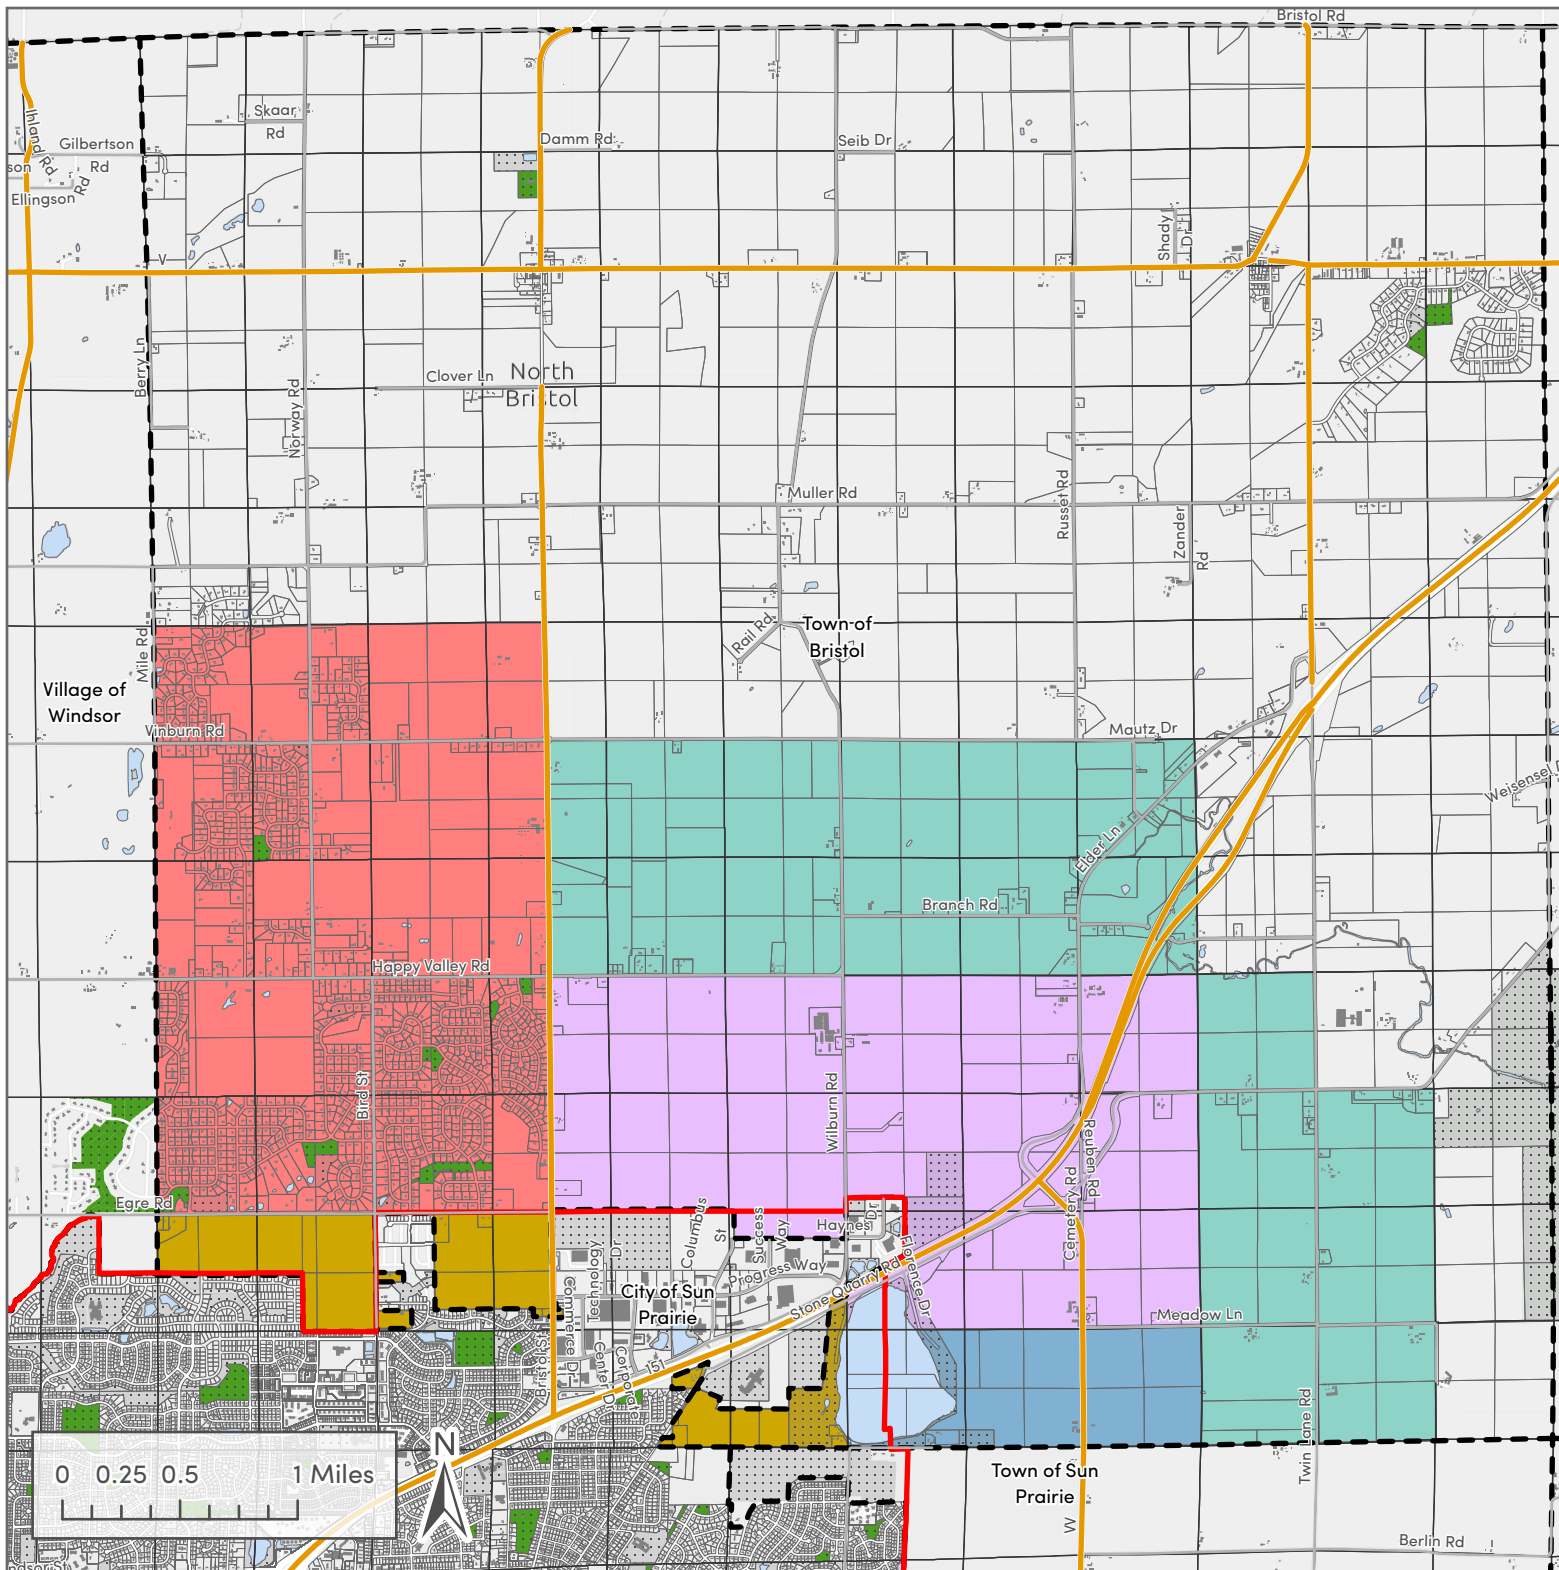 Bristol Rd
Ihland Rd
Skaar
Rd
Gilbertson
Rd
son
Rd
Ellingson
Damm Rd
Seib Dr
Shady
Dr
V
Berry Ln
Norway Rd
Clover Ln
North
Bristol
Muller Rd
Russet Rd
Zander
Rd
Mile Rd
Rail Rd
Town of
Bristol
Village of
Windsor
Vinburn Rd
Mautz Dr
Weisensel D
Elder Ln
Branch Rd
Happy Valley Rd
Bird St
Wilburn Rd
Reuben Rd
Cemetery Rd
Egre Rd
Columbus
St
Success
Way
Haynes
Dr
Technology
Dr
Progress Way
Stone Quarry Rd
Florence Dr
City of Sun
Prairie
Commerce Dr
Center Dr
Corporate
Bristol St
151
Meadow Ln
Twin Lane Rd
N
0 0.25 0.5 1 Miles
Town of Sun
Prairie
W
Berlin Rd
ndsor St